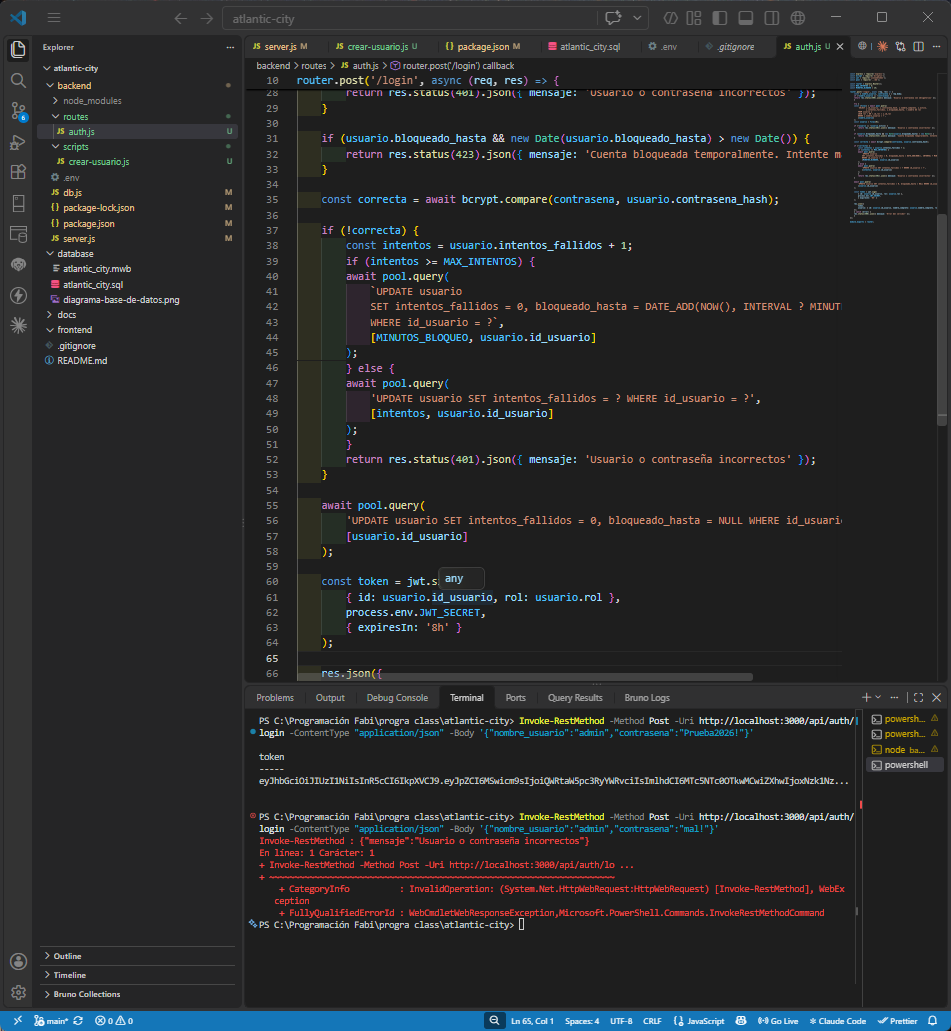 atlantic-city
Explorer
atlantic-city
backend
node_modules
routes
auth.js U
scripts
crear-usuario.js U
.env
db.js M
package-lock.json M
package.json M
server.js M
database
atlantic_city.mwb
atlantic_city.sql
diagrama-base-de-datos.png
docs
frontend
.gitignore
README.md
Outline
Timeline
Bruno Collections
JS server.js M JS crear-usuario.js U {} package.json M atlantic_city.sql .env .gitignore JS auth.js U
backend > routes > JS auth.js > router.post('/login') callback
10 router.post('/login', async (req, res) => {
28 return res.status(401).json({ mensaje: 'Usuario o contraseña incorrectos' });
29 }
30
31 if (usuario.bloqueado_hasta && new Date(usuario.bloqueado_hasta) > new Date()) {
32 return res.status(423).json({ mensaje: 'Cuenta bloqueada temporalmente. Intente m
33 }
34
35 const correcta = await bcrypt.compare(contrasena, usuario.contrasena_hash);
36
37 if (!correcta) {
38 const intentos = usuario.intentos_fallidos + 1;
39 if (intentos >= MAX_INTENTOS) {
40 await pool.query(
41 `UPDATE usuario
42 SET intentos_fallidos = 0, bloqueado_hasta = DATE_ADD(NOW(), INTERVAL ? MINUT
43 WHERE id_usuario = ?`,
44 [MINUTOS_BLOQUEO, usuario.id_usuario]
45 );
46 } else {
47 await pool.query(
48 'UPDATE usuario SET intentos_fallidos = ? WHERE id_usuario = ?',
49 [intentos, usuario.id_usuario]
50 );
51 }
52 return res.status(401).json({ mensaje: 'Usuario o contraseña incorrectos' });
53 }
54
55 await pool.query(
56 'UPDATE usuario SET intentos_fallidos = 0, bloqueado_hasta = NULL WHERE id_usuari
57 [usuario.id_usuario]
58 );
59
any
60 const token = jwt.s
61 { id: usuario.id_usuario, rol: usuario.rol },
62 process.env.JWT_SECRET,
63 { expiresIn: '8h' }
64 );
65
66 res.json({
Problems Output Debug Console Terminal Ports Query Results Bruno Logs
PS C:\Programación Fabi\progra class\atlantic-city> Invoke-RestMethod -Method Post -Uri http://localhost:3000/api/auth/
login -ContentType "application/json" -Body '{"nombre_usuario":"admin","contrasena":"Prueba2026!"}'
token
-----
PS C:\Programación Fabi\progra class\atlantic-city> Invoke-RestMethod -Method Post -Uri http://localhost:3000/api/auth/
login -ContentType "application/json" -Body '{"nombre_usuario":"admin","contrasena":"mal!"}'
Invoke-RestMethod : {"mensaje":"Usuario o contraseña incorrectos"}
En línea: 1 Carácter: 1
+ Invoke-RestMethod -Method Post -Uri http://localhost:3000/api/auth/lo ...
+ ~~~~~~~~~~~~~~~~~~~~~~~~~~~~~~~~~~~~~~~~~~~~~~~~~~~~~~~~~~~~~~~~~~~~~
+ CategoryInfo : InvalidOperation: (System.Net.HttpWebRequest:HttpWebRequest) [Invoke-RestMethod], WebEx
ception
+ FullyQualifiedErrorId : WebCmdletWebResponseException,Microsoft.PowerShell.Commands.InvokeRestMethodCommand
PS C:\Programación Fabi\progra class\atlantic-city>
powersh...
powersh...
node ba...
powershell
main* 0 0 Ln 65, Col 1 Spaces: 4 UTF-8 CRLF {} JavaScript Go Live Claude Code Prettier